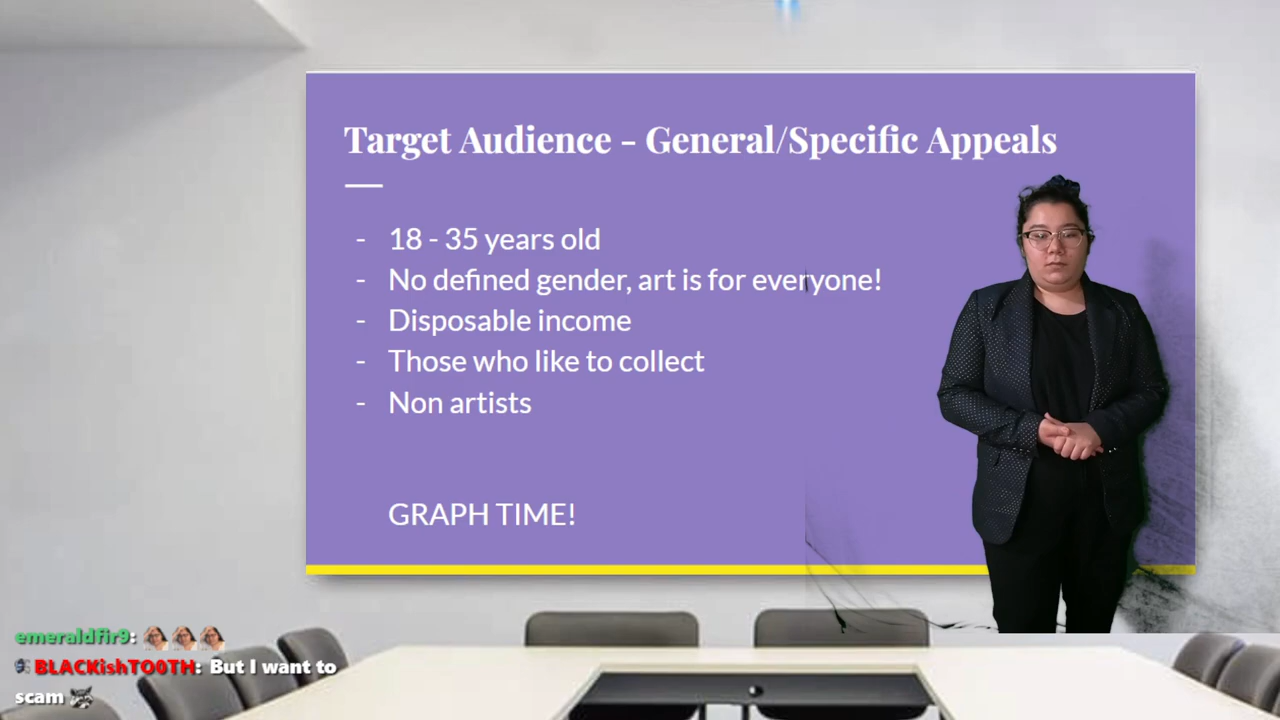 Target Audience - General/Specific Appeals
- 18 - 35 years old
- No defined gender, art is for everyone!
- Disposable income
- Those who like to collect
- Non artists
GRAPH TIME!
emeraldfir9:
BLACKishTO0TH: But I want to
scam